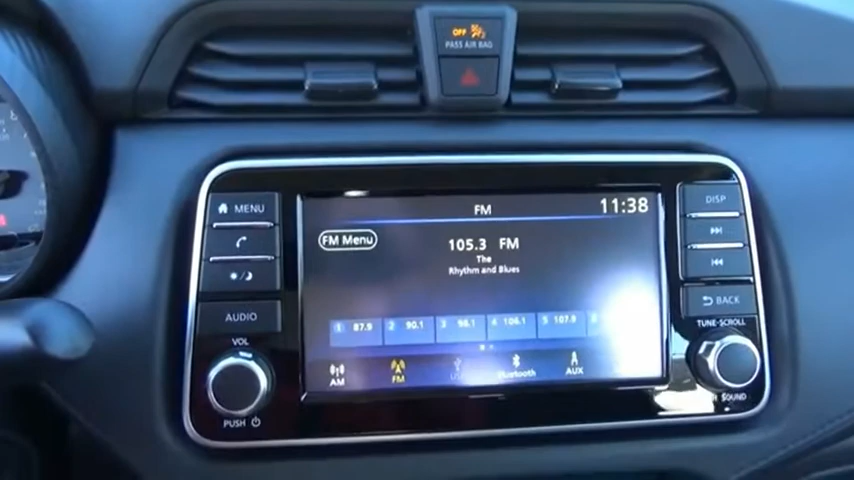 OFF
PASS AIR BAG
MENU
FM
11:38
DISP
FM Menu
105.3 FM
The
Rhythm and Blues
BACK
AUDIO
1 87.9
2 90.1
3 98.1
4 106.1
5 107.9
TUNE·SCROLL
VOL
AM
FM
USB
Bluetooth
AUX
PUSH
SOUND